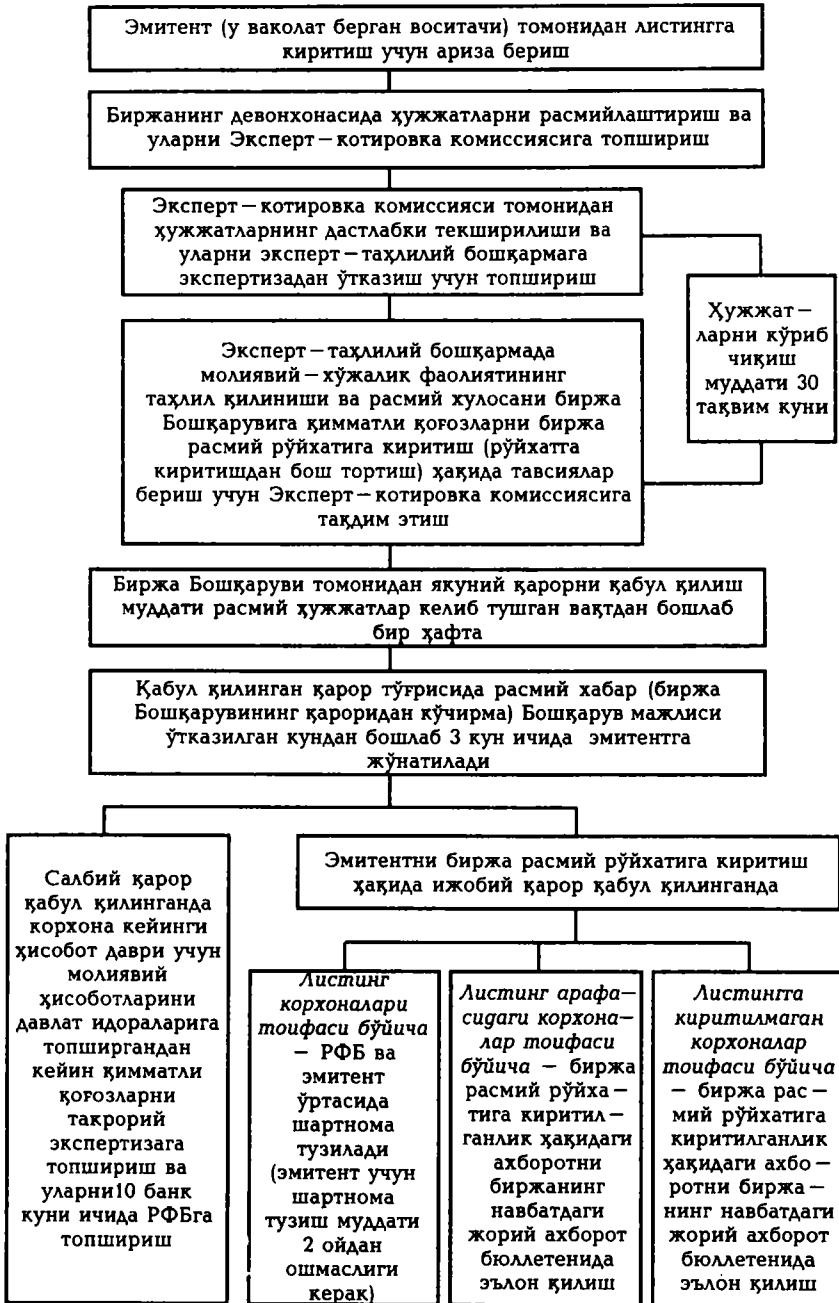 Эмитент (у ваколат берган воситачи) томонидан листингга
киритиш учун ариза бериш
Биржанинг девонхонасида ҳужжатларни расмийлаштириш ва
уларни Эксперт–котировка комиссиясига топшириш
Эксперт–котировка комиссияси томонидан
ҳужжатларнинг дастлабки текширилиши ва
уларни эксперт–таҳлилий бошқармага
экспертизадан ўтказиш учун топшириш
Ҳужжат–
ларни кўриб
чиқиш
муддати 30
тақвим куни
Эксперт–таҳлилий бошқармада
молиявий–хўжалик фаолиятининг
таҳлил қилиниши ва расмий хулосани биржа
Бошқарувига қимматли қоғозларни биржа
расмий рўйхатига киритиш (рўйхатга
киритишдан бош тортиш) ҳақида тавсиялар
бериш учун Эксперт–котировка комиссиясига
тақдим этиш
Биржа Бошқаруви томонидан якуний қарорни қабул қилиш
муддати расмий ҳужжатлар келиб тушган вақтдан бошлаб
бир ҳафта
Қабул қилинган қарор тўғрисида расмий хабар (биржа
Бошқарувининг қароридан кўчирма) Бошқарув мажлиси
ўтказилган кундан бошлаб 3 кун ичида эмитентга
жўнатилади
Салбий қарор
қабул қилинганда
корхона кейинги
ҳисобот даври учун
молиявий
ҳисоботларини
давлат идораларига
топширгандан
кейин қимматли
қоғозларни
такрорий
экспертизага
топшириш ва
уларни10 банк
куни ичида РФБга
топшириш
Эмитентни биржа расмий рўйхатига киритиш
ҳақида ижобий қарор қабул қилинганда
Листинг
корхоналари
тоифаси бўйича
– РФБ ва
эмитент
ўртасида
шартнома
тузилади
(эмитент учун
шартнома
тузиш муддати
2 ойдан
ошмаслиги
керак)
Листинг арафа–
сидаги корхона–
лар тоифаси
бўйича – биржа
расмий рўйха–
тига киритил–
ганлик ҳақидаги
ахборотни
биржанинг
навбатдаги
жорий ахборот
бюллетенида
эълон қилиш
Листингга
киритилмаган
корхоналар
тоифаси бўйича
– биржа рас–
мий рўйхатига
киритилганлик
ҳақидаги ахбо–
ротни биржа–
нинг навбатдаги
жорий ахборот
бюллетенида
эълон қилиш